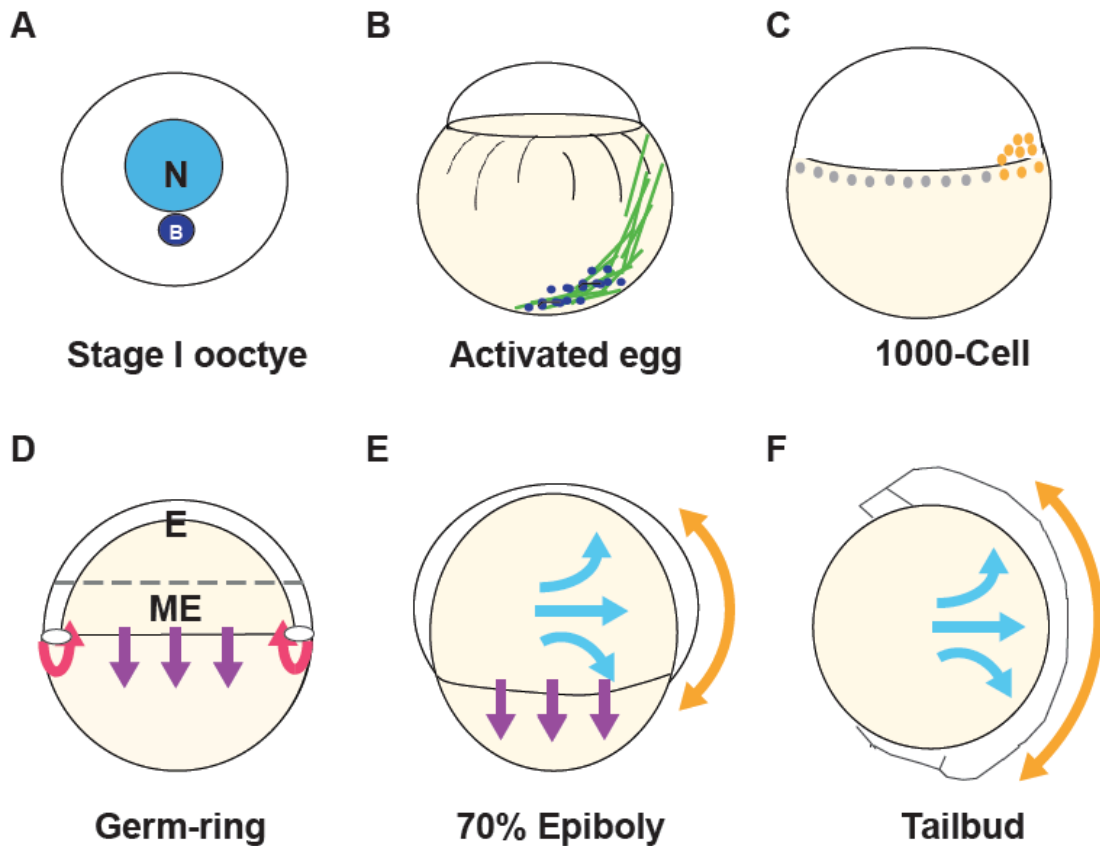 A
B
C
N
B
Stage I ooctye
Activated egg
1000-Cell
D
E
F
E
ME
Germ-ring
70% Epiboly
Tailbud